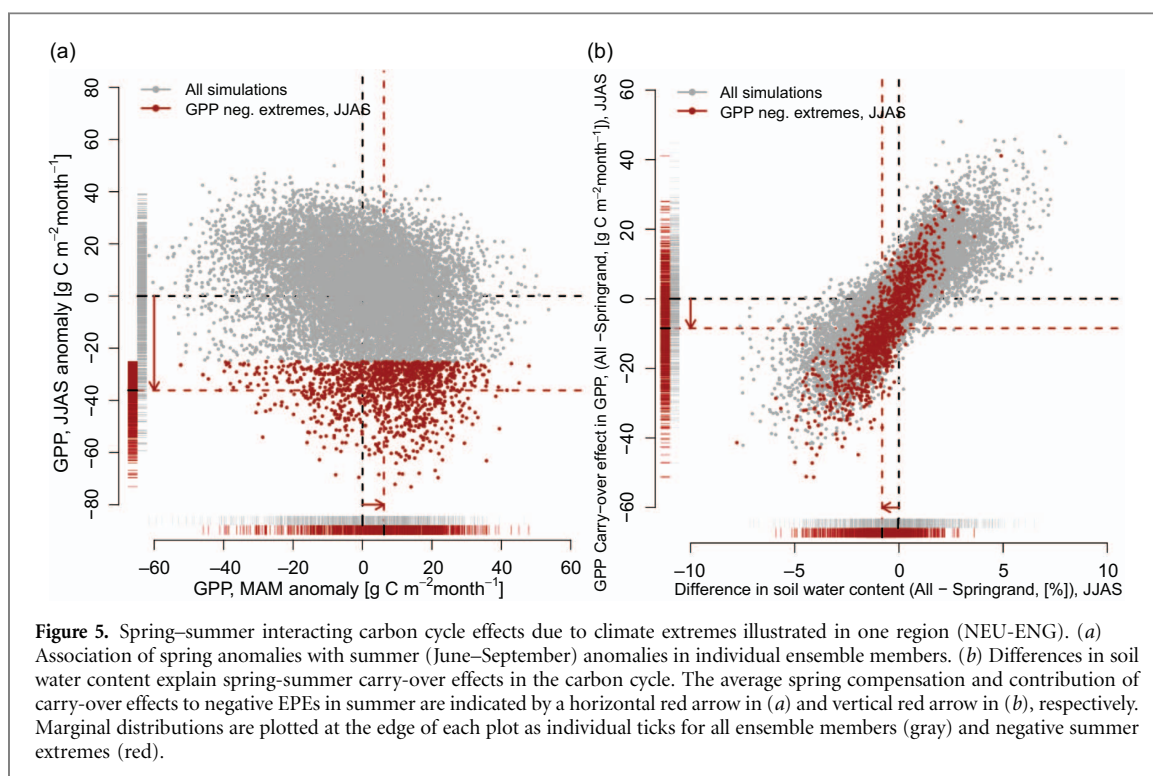 (a)
All simulations
GPP neg. extremes, JJAS
GPP, JJAS anomaly [g C m⁻²month⁻¹]
80
60
40
20
0
−20
−40
−60
−80
−60
−40
−20
0
20
40
60
GPP, MAM anomaly [g C m⁻²month⁻¹]
(b)
All simulations
GPP neg. extremes, JJAS
GPP Carry-over effect in GPP, (All −Springrand, [g C m⁻²month⁻¹]), JJAS
60
40
20
0
−20
−40
−60
−10
−5
0
5
10
Difference in soil water content (All − Springrand, [%]), JJAS
Figure 5. Spring–summer interacting carbon cycle effects due to climate extremes illustrated in one region (NEU-ENG). (a)
Association of spring anomalies with summer (June–September) anomalies in individual ensemble members. (b) Differences in soil
water content explain spring-summer carry-over effects in the carbon cycle. The average spring compensation and contribution of
carry-over effects to negative EPEs in summer are indicated by a horizontal red arrow in (a) and vertical red arrow in (b), respectively.
Marginal distributions are plotted at the edge of each plot as individual ticks for all ensemble members (gray) and negative summer
extremes (red).